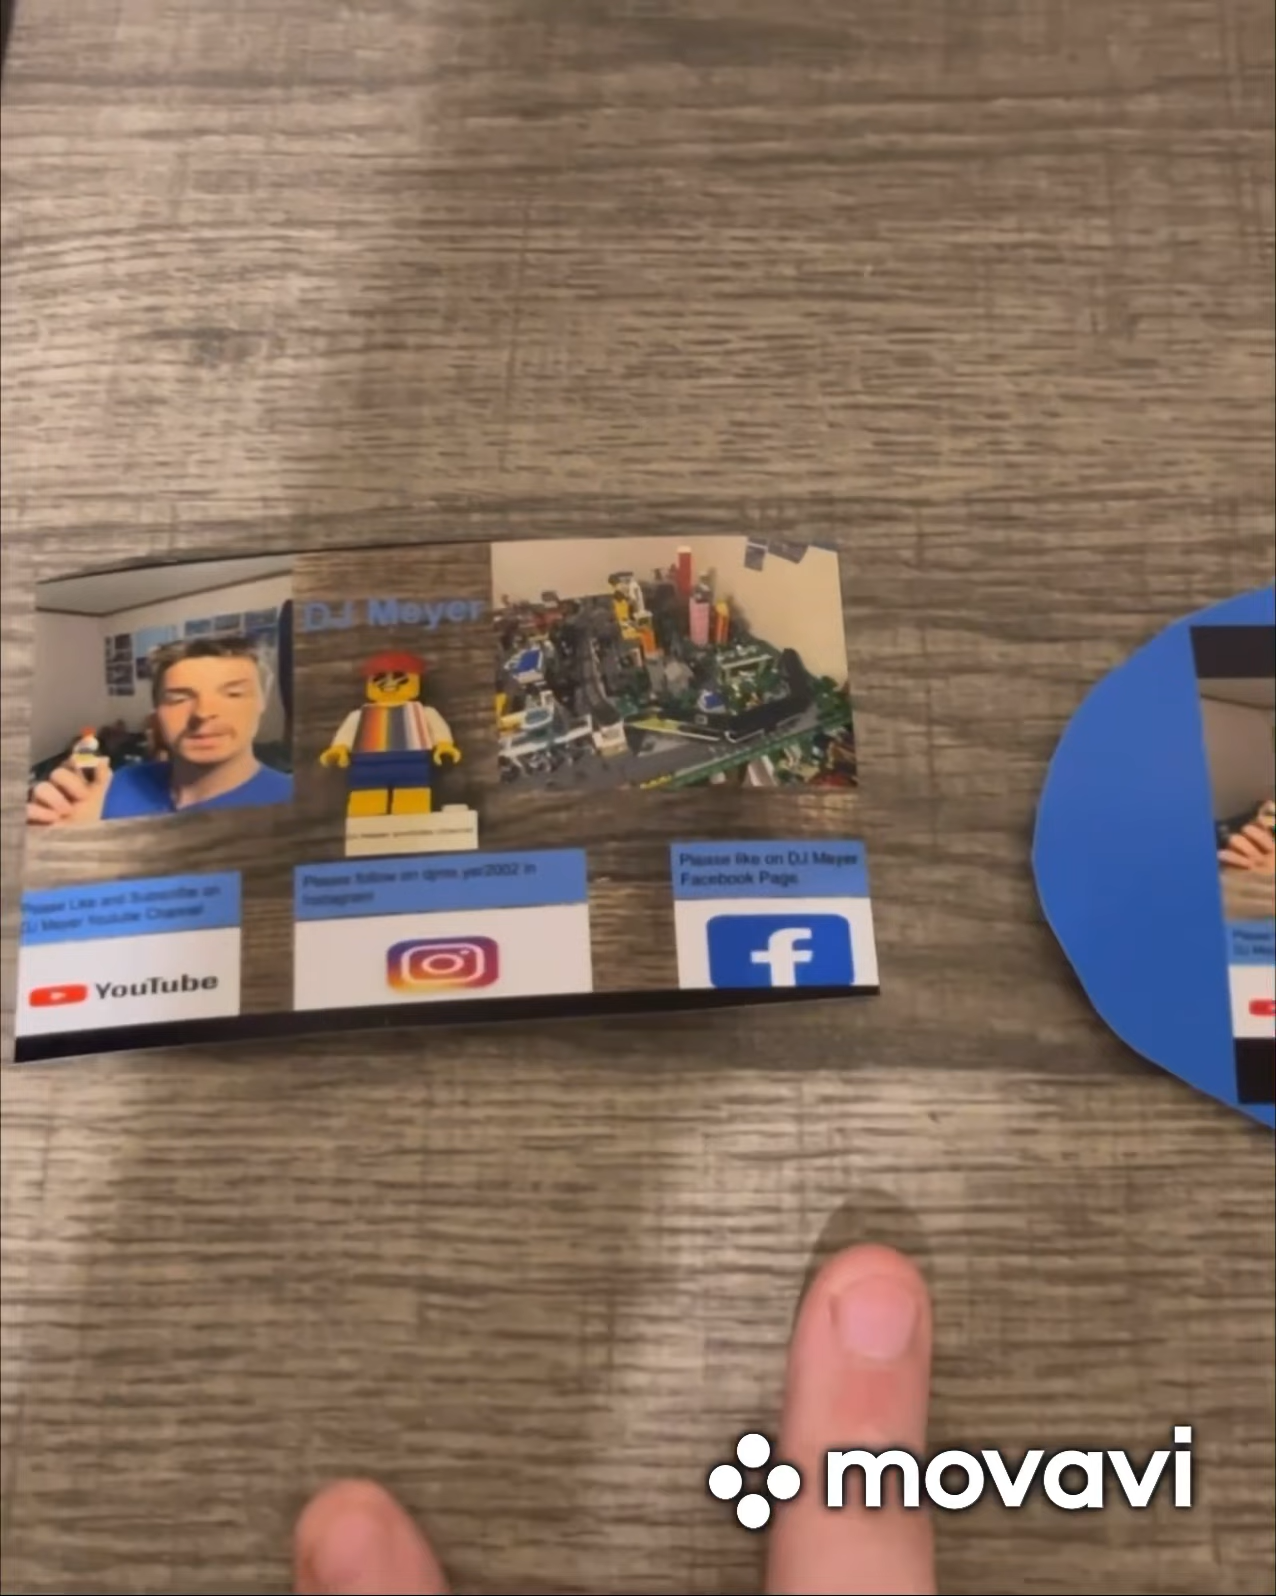 DJ Meyer
Please Like and Subscribe on
DJ Meyer Youtube Channel
YouTube
Please follow on
Instagram
Please like on DJ Meyer
Facebook Page
f
movavi